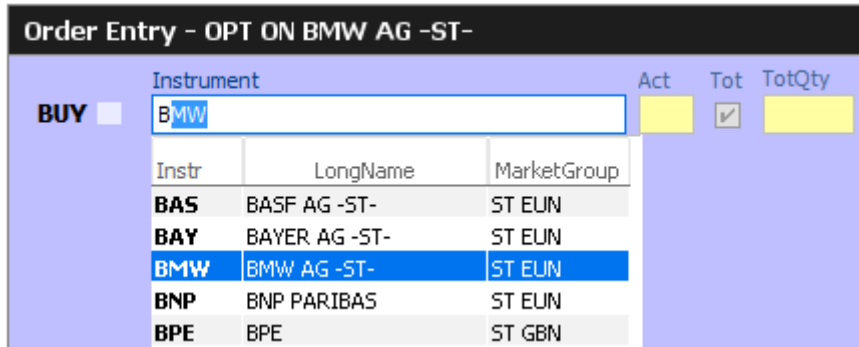 Order Entry - OPT ON BMW AG -ST-
Instrument Act Tot TotQty
BUY BMW
Instr LongName MarketGroup
BAS BASF AG -ST- ST EUN
BAY BAYER AG -ST- ST EUN
BMW BMW AG -ST- ST EUN
BNP BNP PARIBAS ST EUN
BPE BPE ST GBN